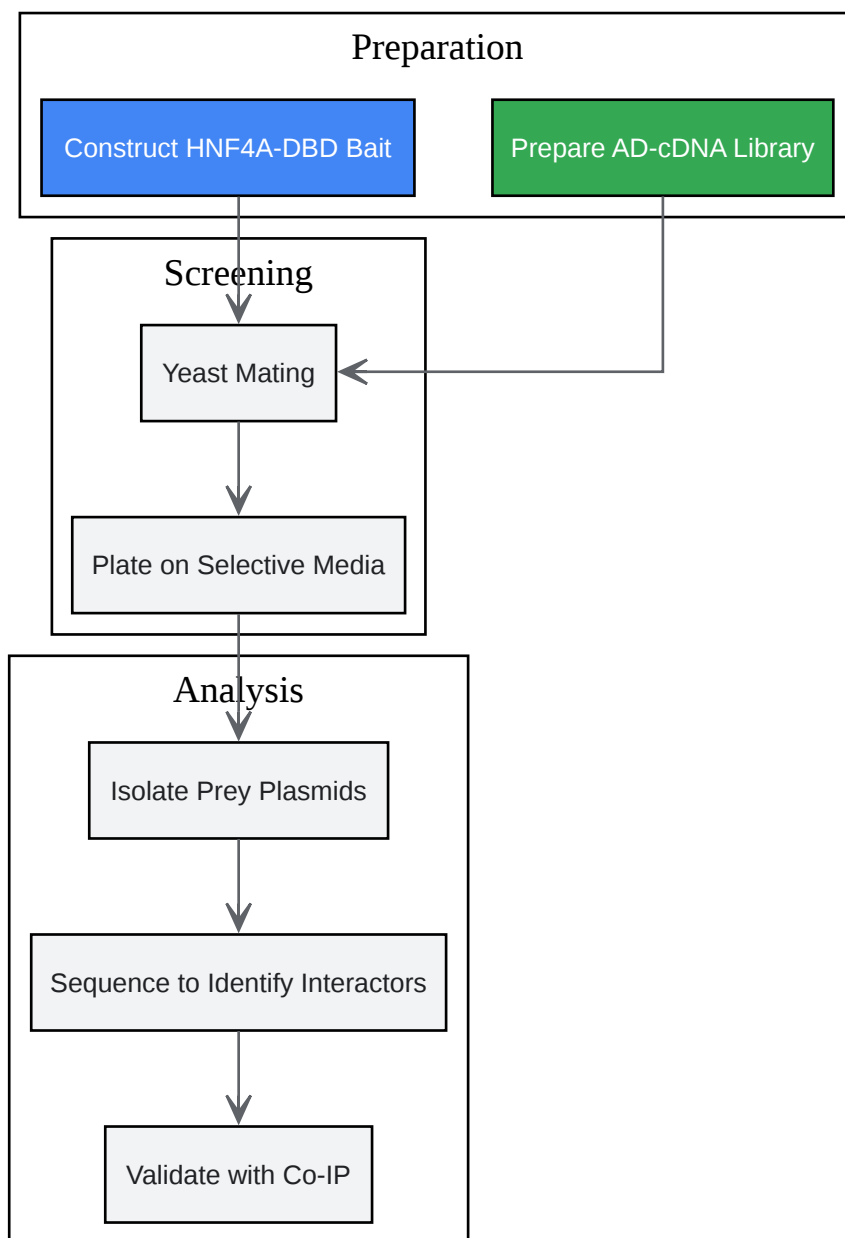 Preparation
Construct HNF4A-DBD Bait
Prepare AD-cDNA Library
Screening
Yeast Mating
Plate on Selective Media
Analysis
Isolate Prey Plasmids
Sequence to Identify Interactors
Validate with Co-IP